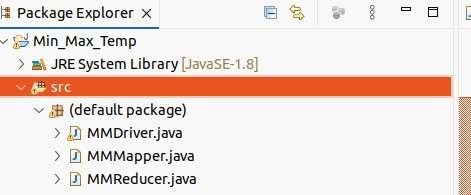 Package Explorer
Min_Max_Temp
JRE System Library [JavaSE-1.8]
src
(default package)
MMDriver.java
MMMapper.java
MMReducer.java